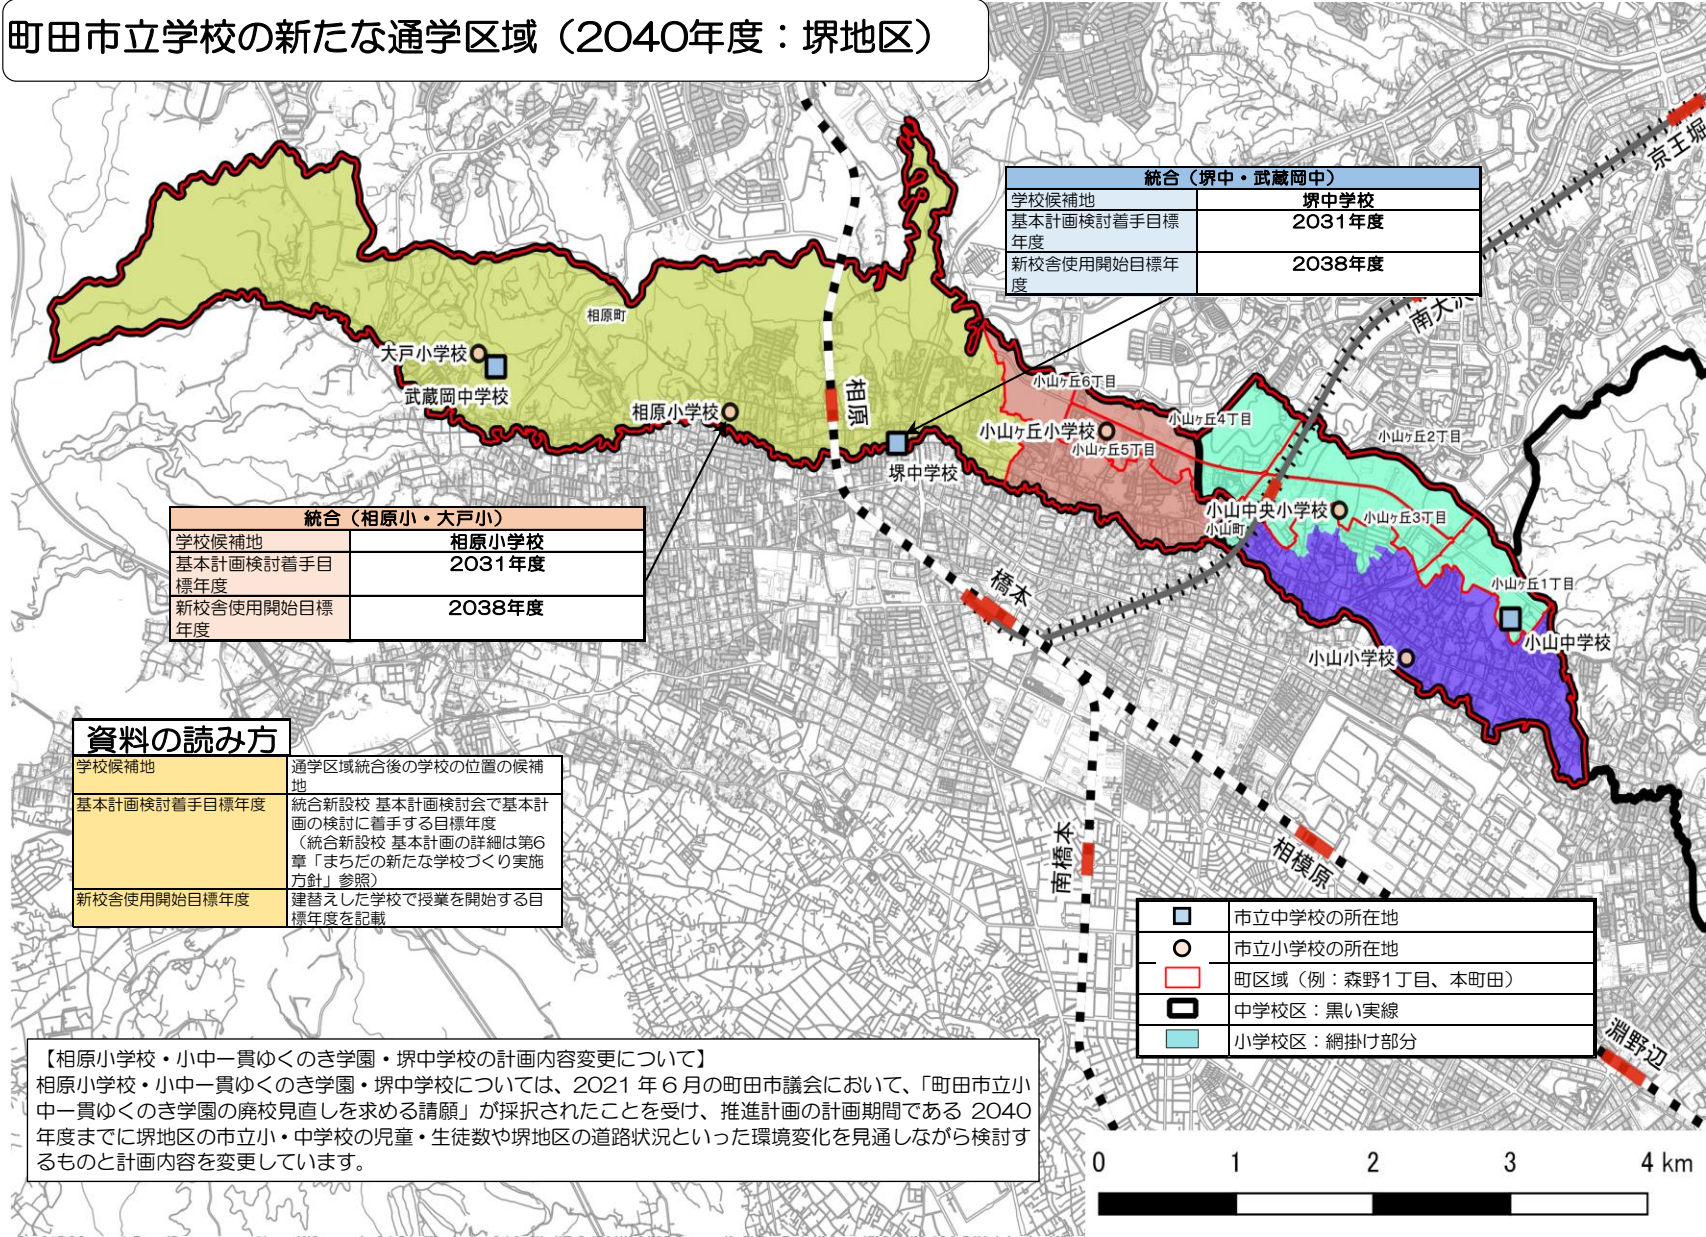 町田市立学校の新たな通学区域（2040年度：堺地区）
統合（堺中・武蔵岡中）
学校候補地
堺中学校
基本計画検討着手目標
年度
2031年度
新校舎使用開始目標年
度
2038年度
京王堀
南大沢
相原町
大戸小学校
武蔵岡中学校
相原小学校
相原
堺中学校
小山ヶ丘6丁目
小山ヶ丘小学校
小山ヶ丘5丁目
小山ヶ丘4丁目
小山ヶ丘2丁目
小山中央小学校
小山ヶ丘3丁目
小山町
小山ヶ丘1丁目
小山中学校
小山小学校
統合（相原小・大戸小）
学校候補地
相原小学校
基本計画検討着手目
標年度
2031年度
新校舎使用開始目標
年度
2038年度
橋本
南橋本
相模原
淵野辺
資料の読み方
学校候補地
通学区域統合後の学校の位置の候補
地
基本計画検討着手目標年度
統合新設校 基本計画検討会で基本計
画の検討に着手する目標年度
（統合新設校 基本計画の詳細は第6
章「まちだの新たな学校づくり実施
方針」参照）
新校舎使用開始目標年度
建替えした学校で授業を開始する目
標年度を記載
市立中学校の所在地
市立小学校の所在地
町区域（例：森野1丁目、本町田）
中学校区：黒い実線
小学校区：網掛け部分
【相原小学校・小中一貫ゆくのき学園・堺中学校の計画内容変更について】
相原小学校・小中一貫ゆくのき学園・堺中学校については、2021 年 6 月の町田市議会において、「町田市立小
中一貫ゆくのき学園の廃校見直しを求める請願」が採択されたことを受け、推進計画の計画期間である 2040
年度までに堺地区の市立小・中学校の児童・生徒数や堺地区の道路状況といった環境変化を見通しながら検討す
るものと計画内容を変更しています。
0 1 2 3 4 km